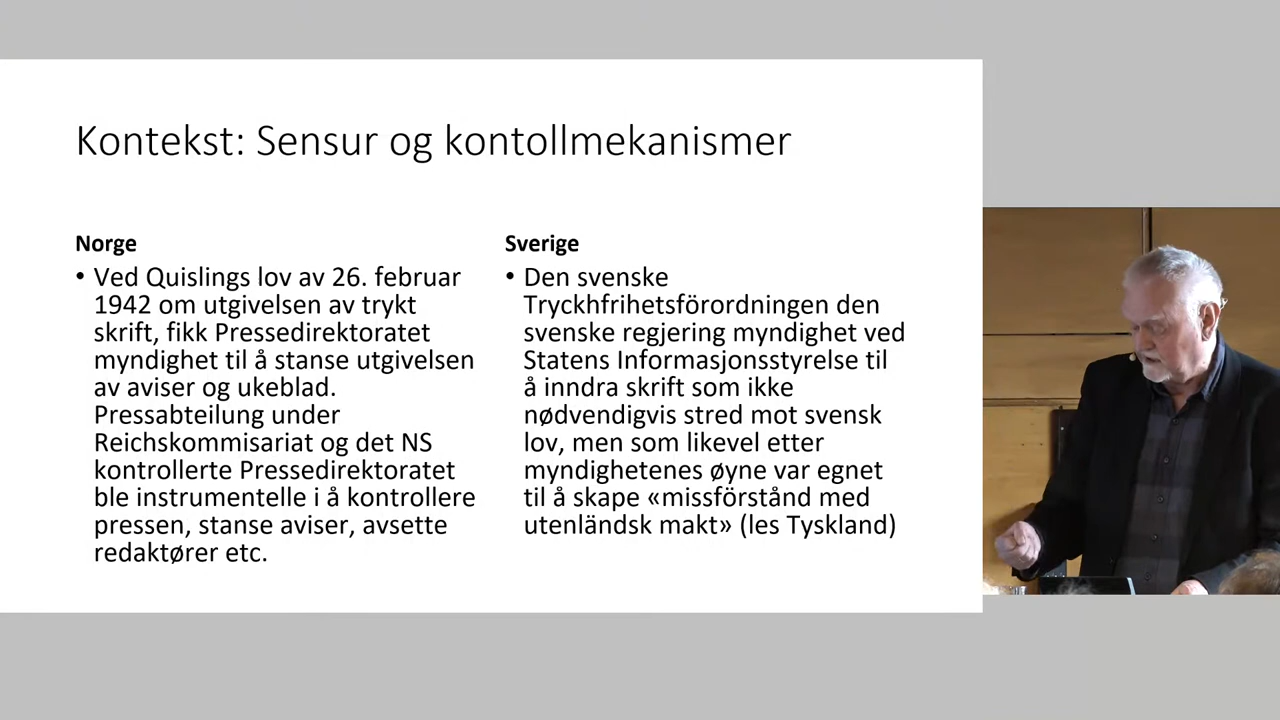 Kontekst: Sensur og kontollmekanismer
Norge
• Ved Quislings lov av 26. februar
1942 om utgivelsen av trykt
skrift, fikk Pressedirektoratet
myndighet til å stanse utgivelsen
av aviser og ukeblad.
Pressabteilung under
Reichskommisariat og det NS
kontrollerte Pressedirektoratet
ble instrumentelle i å kontrollere
pressen, stanse aviser, avsette
redaktører etc.
Sverige
• Den svenske
Tryckhfrihetsförordningen den
svenske regjering myndighet ved
Statens Informasjonsstyrelse til
å inndra skrift som ikke
nødvendigvis stred mot svensk
lov, men som likevel etter
myndighetenes øyne var egnet
til å skape «missförstånd med
utenländsk makt» (les Tyskland)